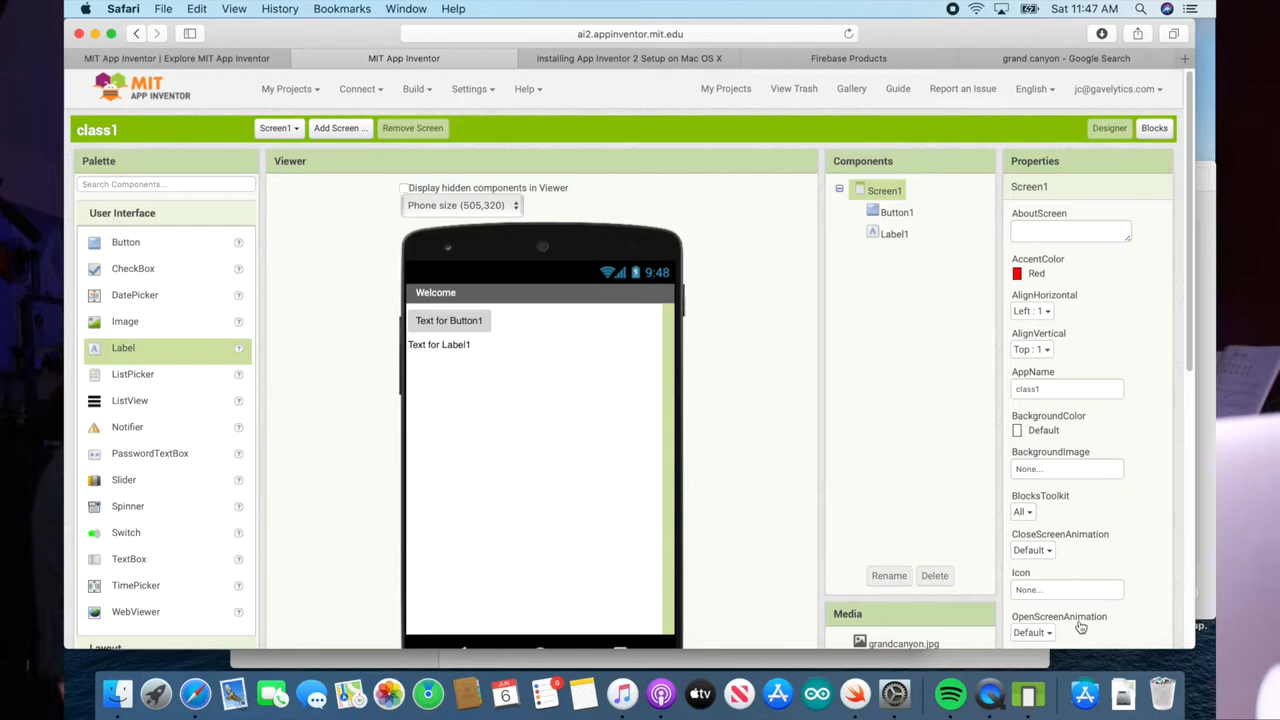 Safari File Edit View History Bookmarks Window Help Sat 11:47 AM
ai2.appinventor.mit.edu
MIT App Inventor | Explore MIT App Inventor MIT App Inventor Installing App Inventor 2 Setup on Mac OS X Firebase Products grand canyon - Google Search
MIT
APP INVENTOR
My Projects Connect Build Settings Help My Projects View Trash Gallery Guide Report an Issue English jc@gavelytics.com
class1 Screen1 Add Screen ... Remove Screen Designer Blocks
Palette
Search Components...
User Interface
Button
CheckBox
DatePicker
Image
Label
ListPicker
ListView
Notifier
PasswordTextBox
Slider
Spinner
Switch
TextBox
TimePicker
WebViewer
Layout
Viewer
Display hidden components in Viewer
Phone size (505,320)
9:48
Welcome
Text for Button1
Text for Label1
Components
Screen1
Button1
Label1
Rename Delete
Media
grandcanyon.jpg
Properties
Screen1
AboutScreen
AccentColor
Red
AlignHorizontal
Left : 1
AlignVertical
Top : 1
AppName
class1
BackgroundColor
Default
BackgroundImage
None...
BlocksToolkit
All
CloseScreenAnimation
Default
Icon
None...
OpenScreenAnimation
Default
up.
NOV
6
tv